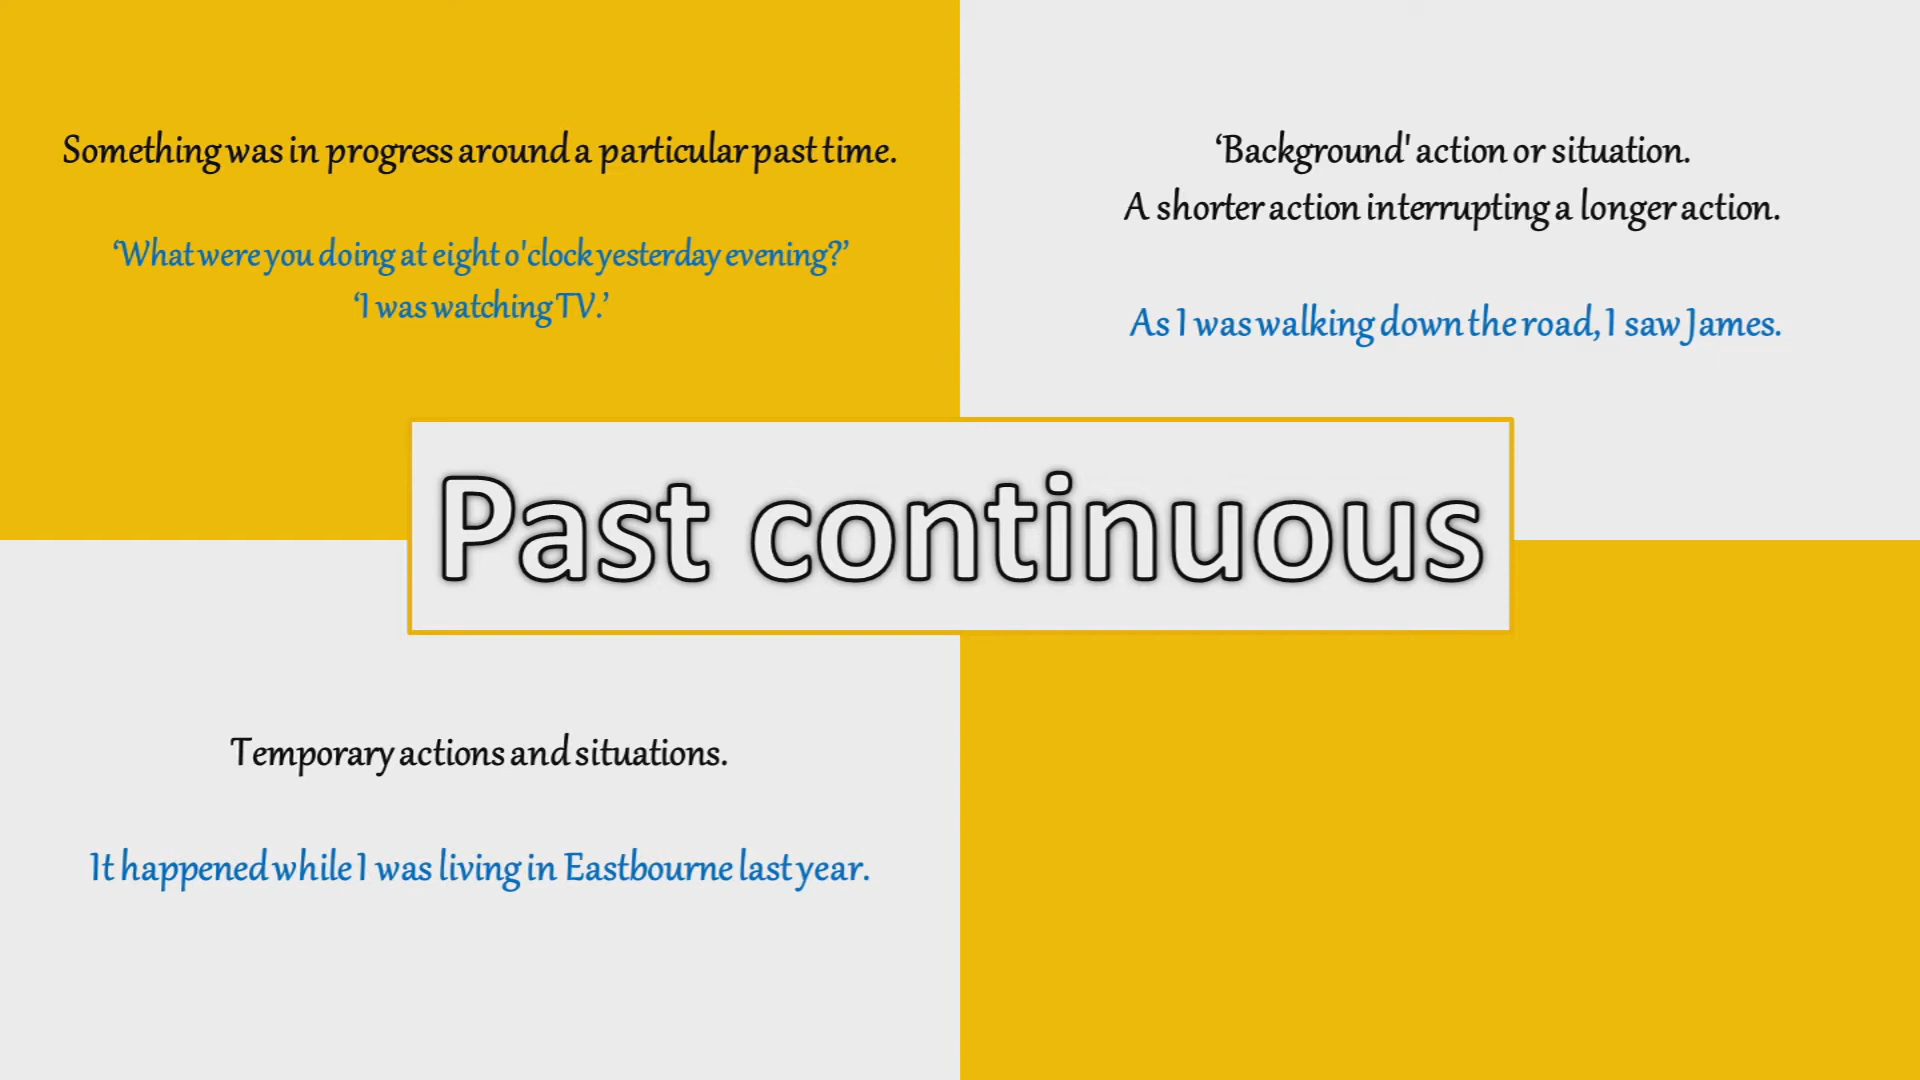 Something was in progress around a particular past time.
‘What were you doing at eight o'clock yesterday evening?’
‘I was watching TV.’
‘Background' action or situation.
A shorter action interrupting a longer action.
As I was walking down the road, I saw James.
Past continuous
Temporary actions and situations.
It happened while I was living in Eastbourne last year.